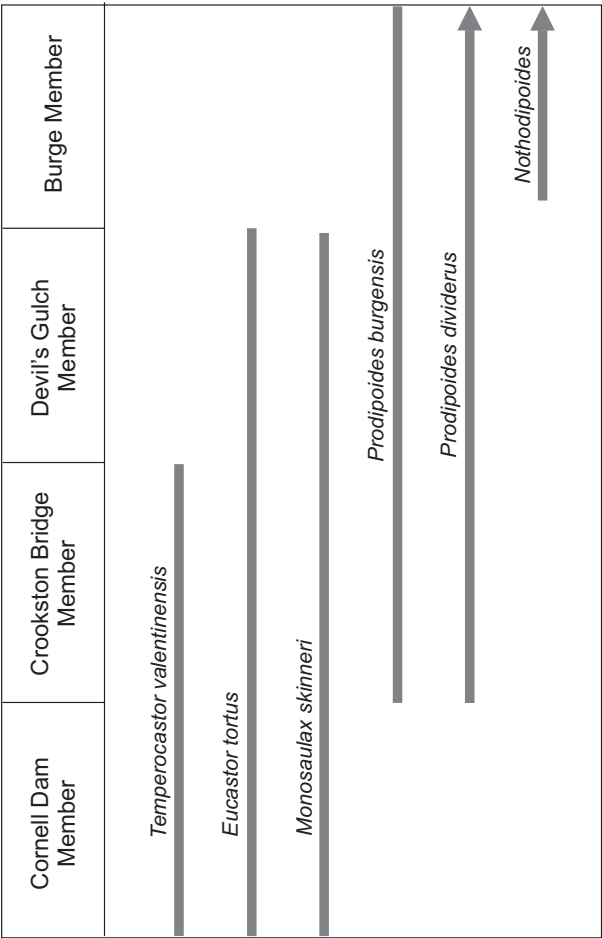 Burge Member
Devil's Gulch
Member
Crookston Bridge
Member
Cornell Dam
Member
Temperocastor valentinensis
Eucastor tortus
Monosaulax skinneri
Prodipoides burgensis
Prodipoides dividerus
Nothodipoides